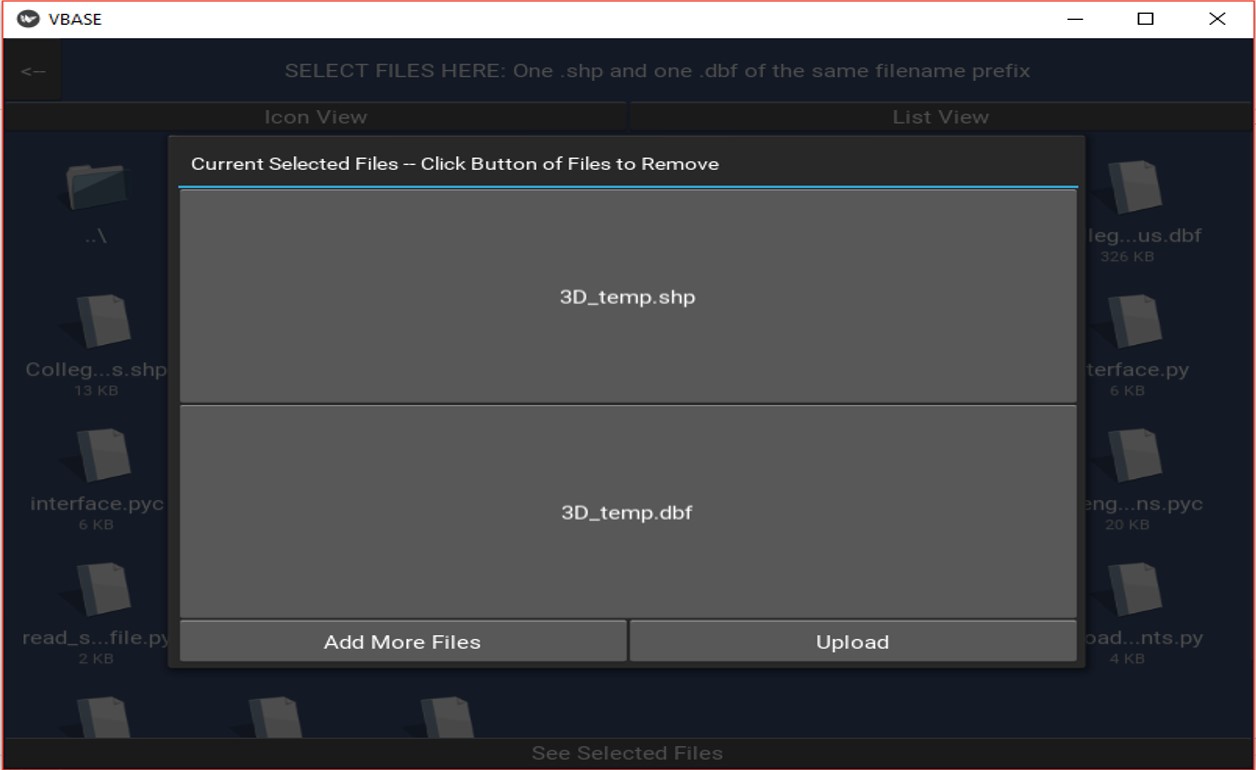 VBASE
<-- SELECT FILES HERE: One .shp and one .dbf of the same filename prefix
Icon View List View
Current Selected Files -- Click Button of Files to Remove
..\
leg...us.dbf
326 KB
3D_temp.shp
Colleg...s.shp
13 KB
terface.py
6 KB
interface.pyc
6 KB
3D_temp.dbf
eng...ns.pyc
20 KB
read_s...file.py
2 KB
Add More Files Upload
oad...nts.py
4 KB
See Selected Files